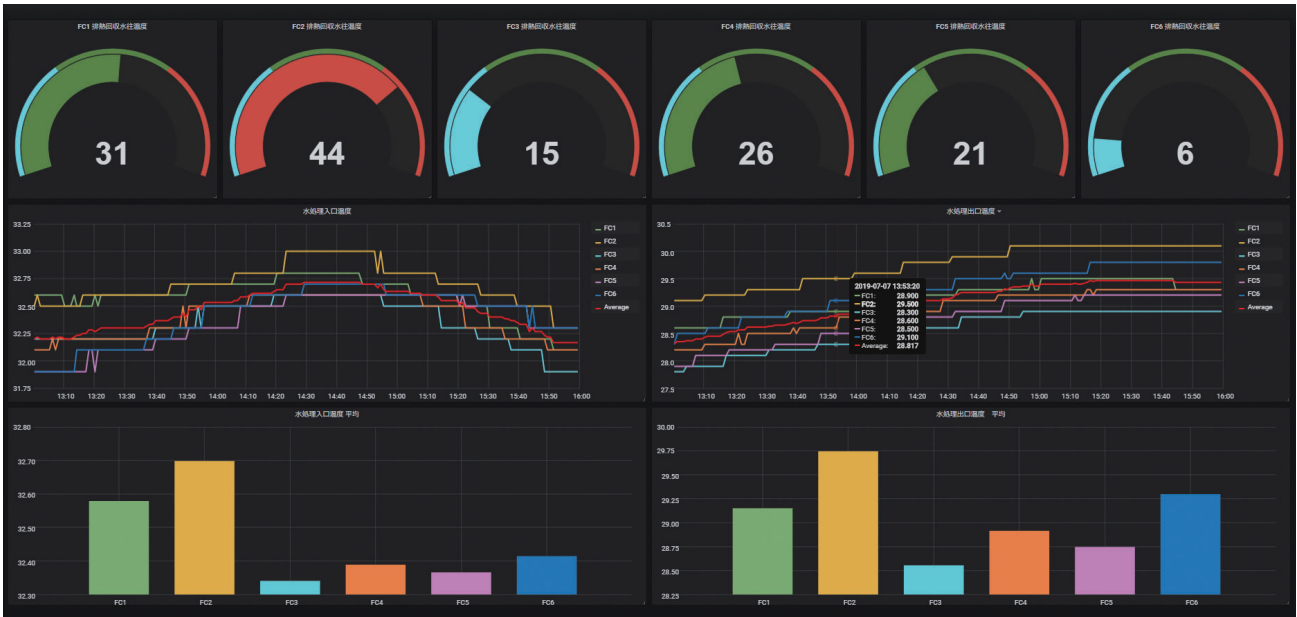 FC1 排熱回収水往温度
FC2 排熱回収水往温度
FC3 排熱回収水往温度
FC4 排熱回収水往温度
FC5 排熱回収水往温度
FC6 排熱回収水往温度
31
44
15
26
21
6
水処理入口温度
33.25
33.00
32.75
32.50
32.25
32.00
31.75
13:10 13:20 13:30 13:40 13:50 14:00 14:10 14:20 14:30 14:40 14:50 15:00 15:10 15:20 15:30 15:40 15:50 16:00
FC1
FC2
FC3
FC4
FC5
FC6
Average
水処理出口温度
30.5
30.0
29.5
29.0
28.5
28.0
27.5
13:10 13:20 13:30 13:40 13:50 14:00 14:10 14:20 14:30 14:40 14:50 15:00 15:10 15:20 15:30 15:40 15:50 16:00
2019-07-07 13:53:20
FC1: 28.900
FC2: 29.500
FC3: 28.300
FC4: 28.600
FC5: 28.500
FC6: 29.100
Average: 28.817
FC1
FC2
FC3
FC4
FC5
FC6
Average
水処理入口温度 平均
32.80
32.70
32.60
32.50
32.40
32.30
FC1 FC2 FC3 FC4 FC5 FC6
水処理出口温度 平均
30.00
29.75
29.50
29.25
29.00
28.75
28.50
28.25
FC1 FC2 FC3 FC4 FC5 FC6